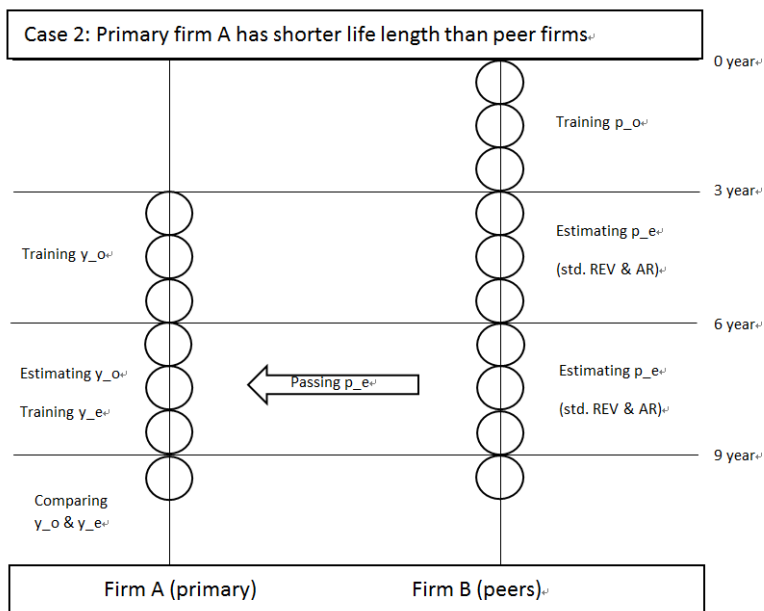 Case 2: Primary firm A has shorter life length than peer firms
0 year
Training p_o
3 year
Training y_o
Estimating p_e
(std. REV & AR)
6 year
Estimating y_o
Training y_e
Passing p_e
Estimating p_e
(std. REV & AR)
9 year
Comparing
y_o & y_e
Firm A (primary)
Firm B (peers)